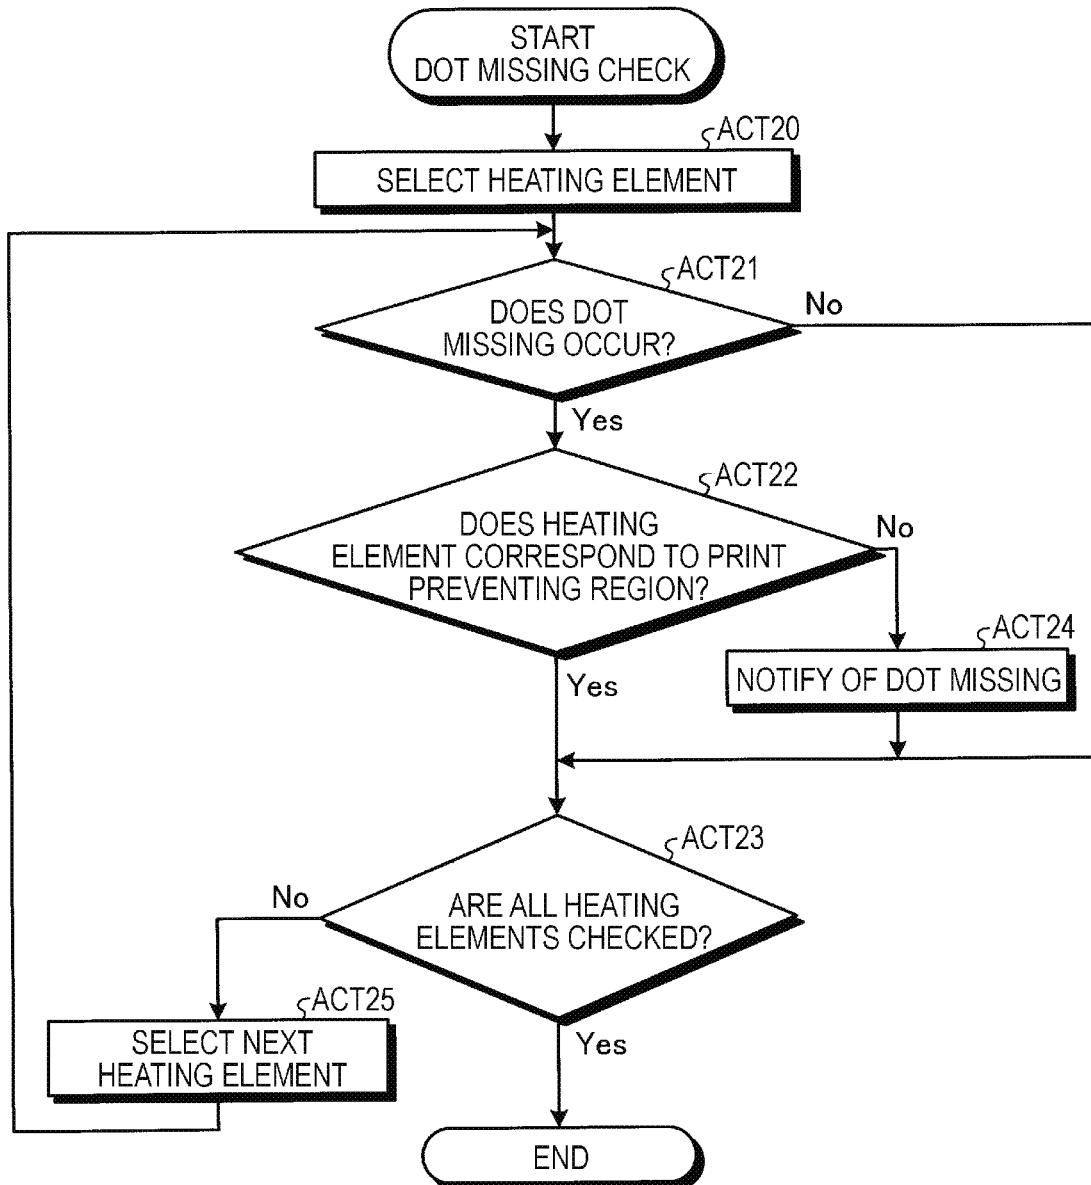 START
DOT MISSING CHECK
ACT20
SELECT HEATING ELEMENT
ACT21
DOES DOT
MISSING OCCUR?
No
Yes
ACT22
DOES HEATING
ELEMENT CORRESPOND TO PRINT
PREVENTING REGION?
No
Yes
ACT24
NOTIFY OF DOT MISSING
ACT23
ARE ALL HEATING
ELEMENTS CHECKED?
No
Yes
ACT25
SELECT NEXT
HEATING ELEMENT
END